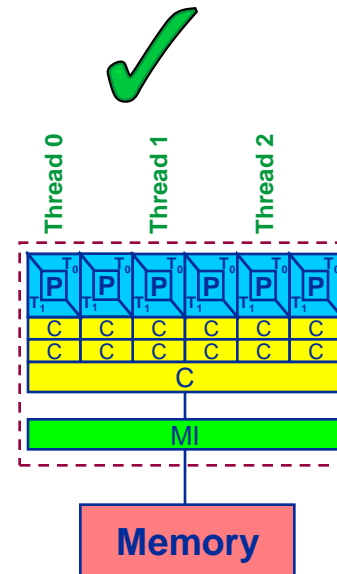 Thread 0
Thread 1
Thread 2
T0 T0 T0 T0 T0 T0
P P P P P P
T1 T1 T1 T1 T1 T1
C C C C C C
C C C C C C
C
MI
Memory